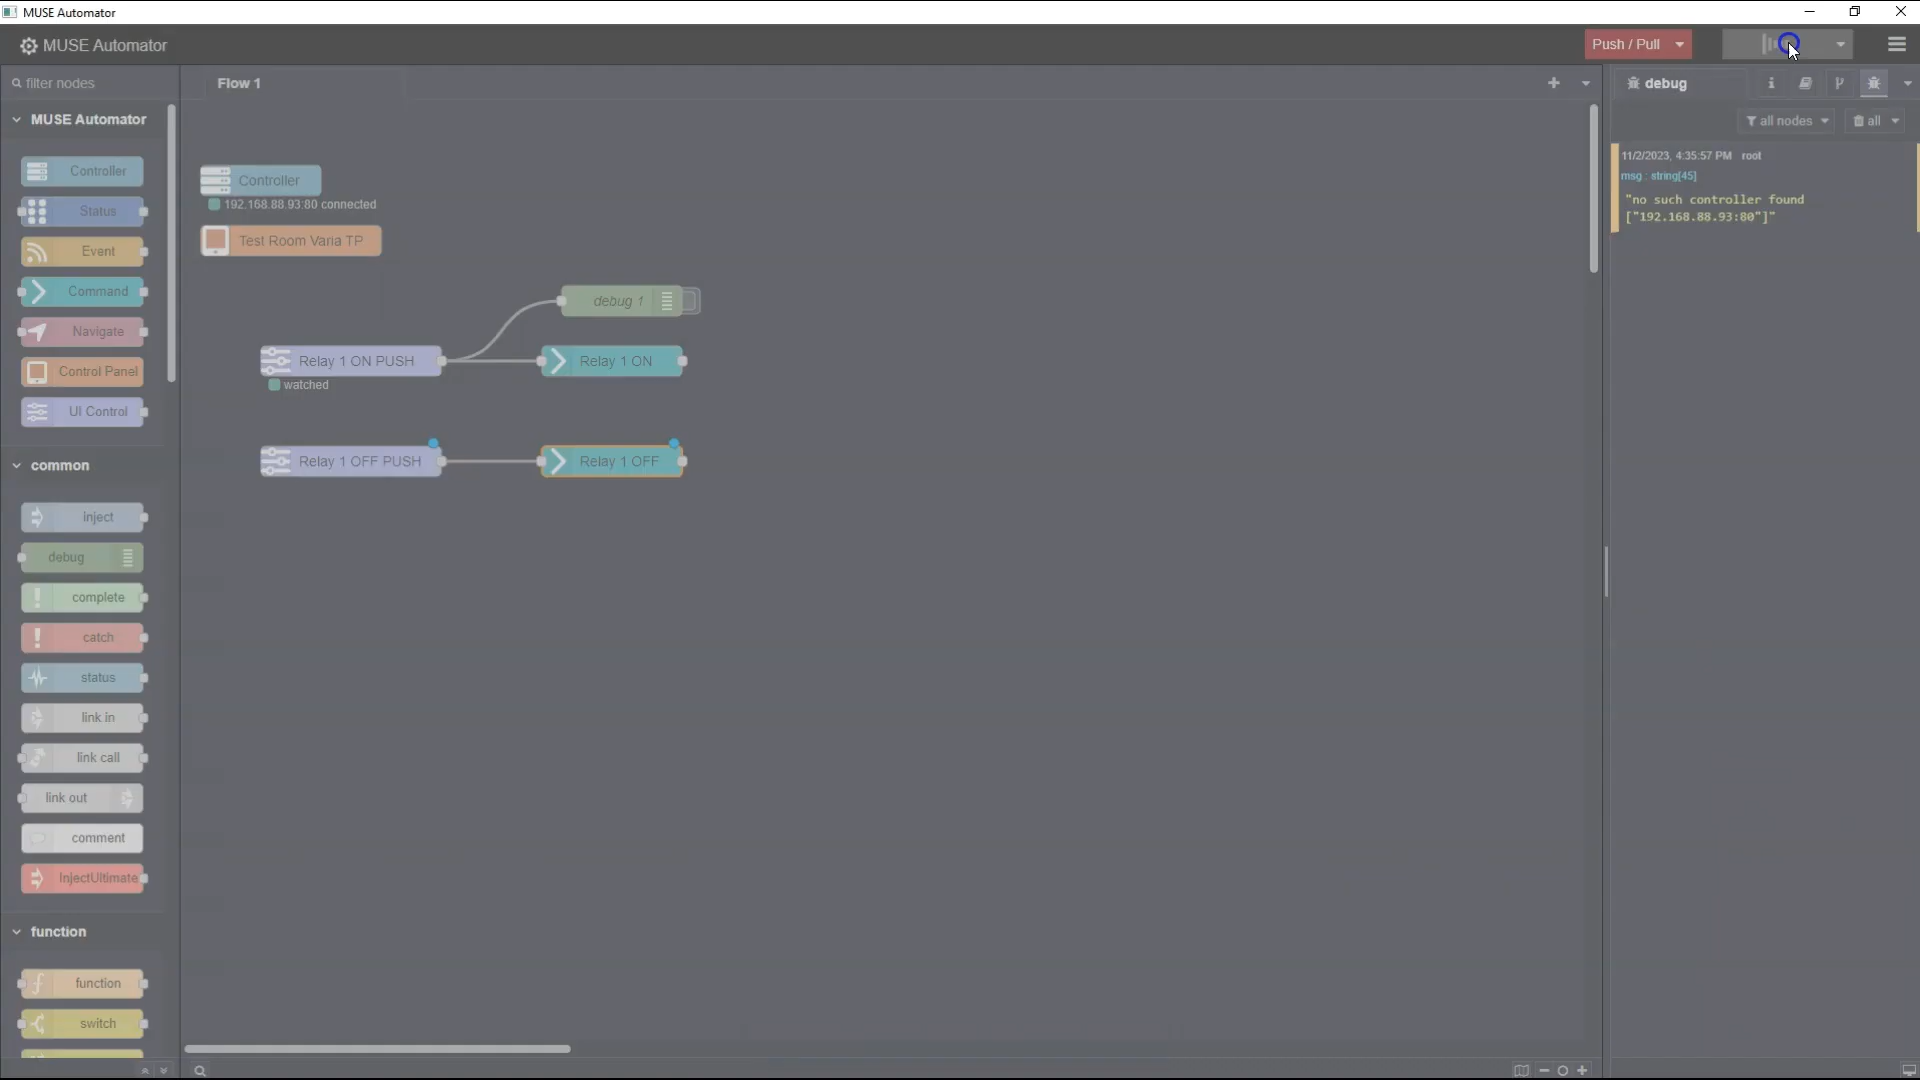 MUSE Automator
MUSE Automator
Push / Pull
filter nodes
Flow 1
debug
i
all nodes
all
MUSE Automator
Controller
Status
Event
Command
Navigate
Control Panel
UI Control
common
inject
debug
complete
catch
status
link in
link call
link out
comment
InjectUltimate
function
function
switch
Controller
192.168.88.93:80 connected
Test Room Varia TP
debug 1
Relay 1 ON PUSH
Relay 1 ON
watched
Relay 1 OFF PUSH
Relay 1 OFF
11/2/2023, 4:35:57 PM root
msg : string[45]
"no such controller found
["192.168.88.93:80"]"